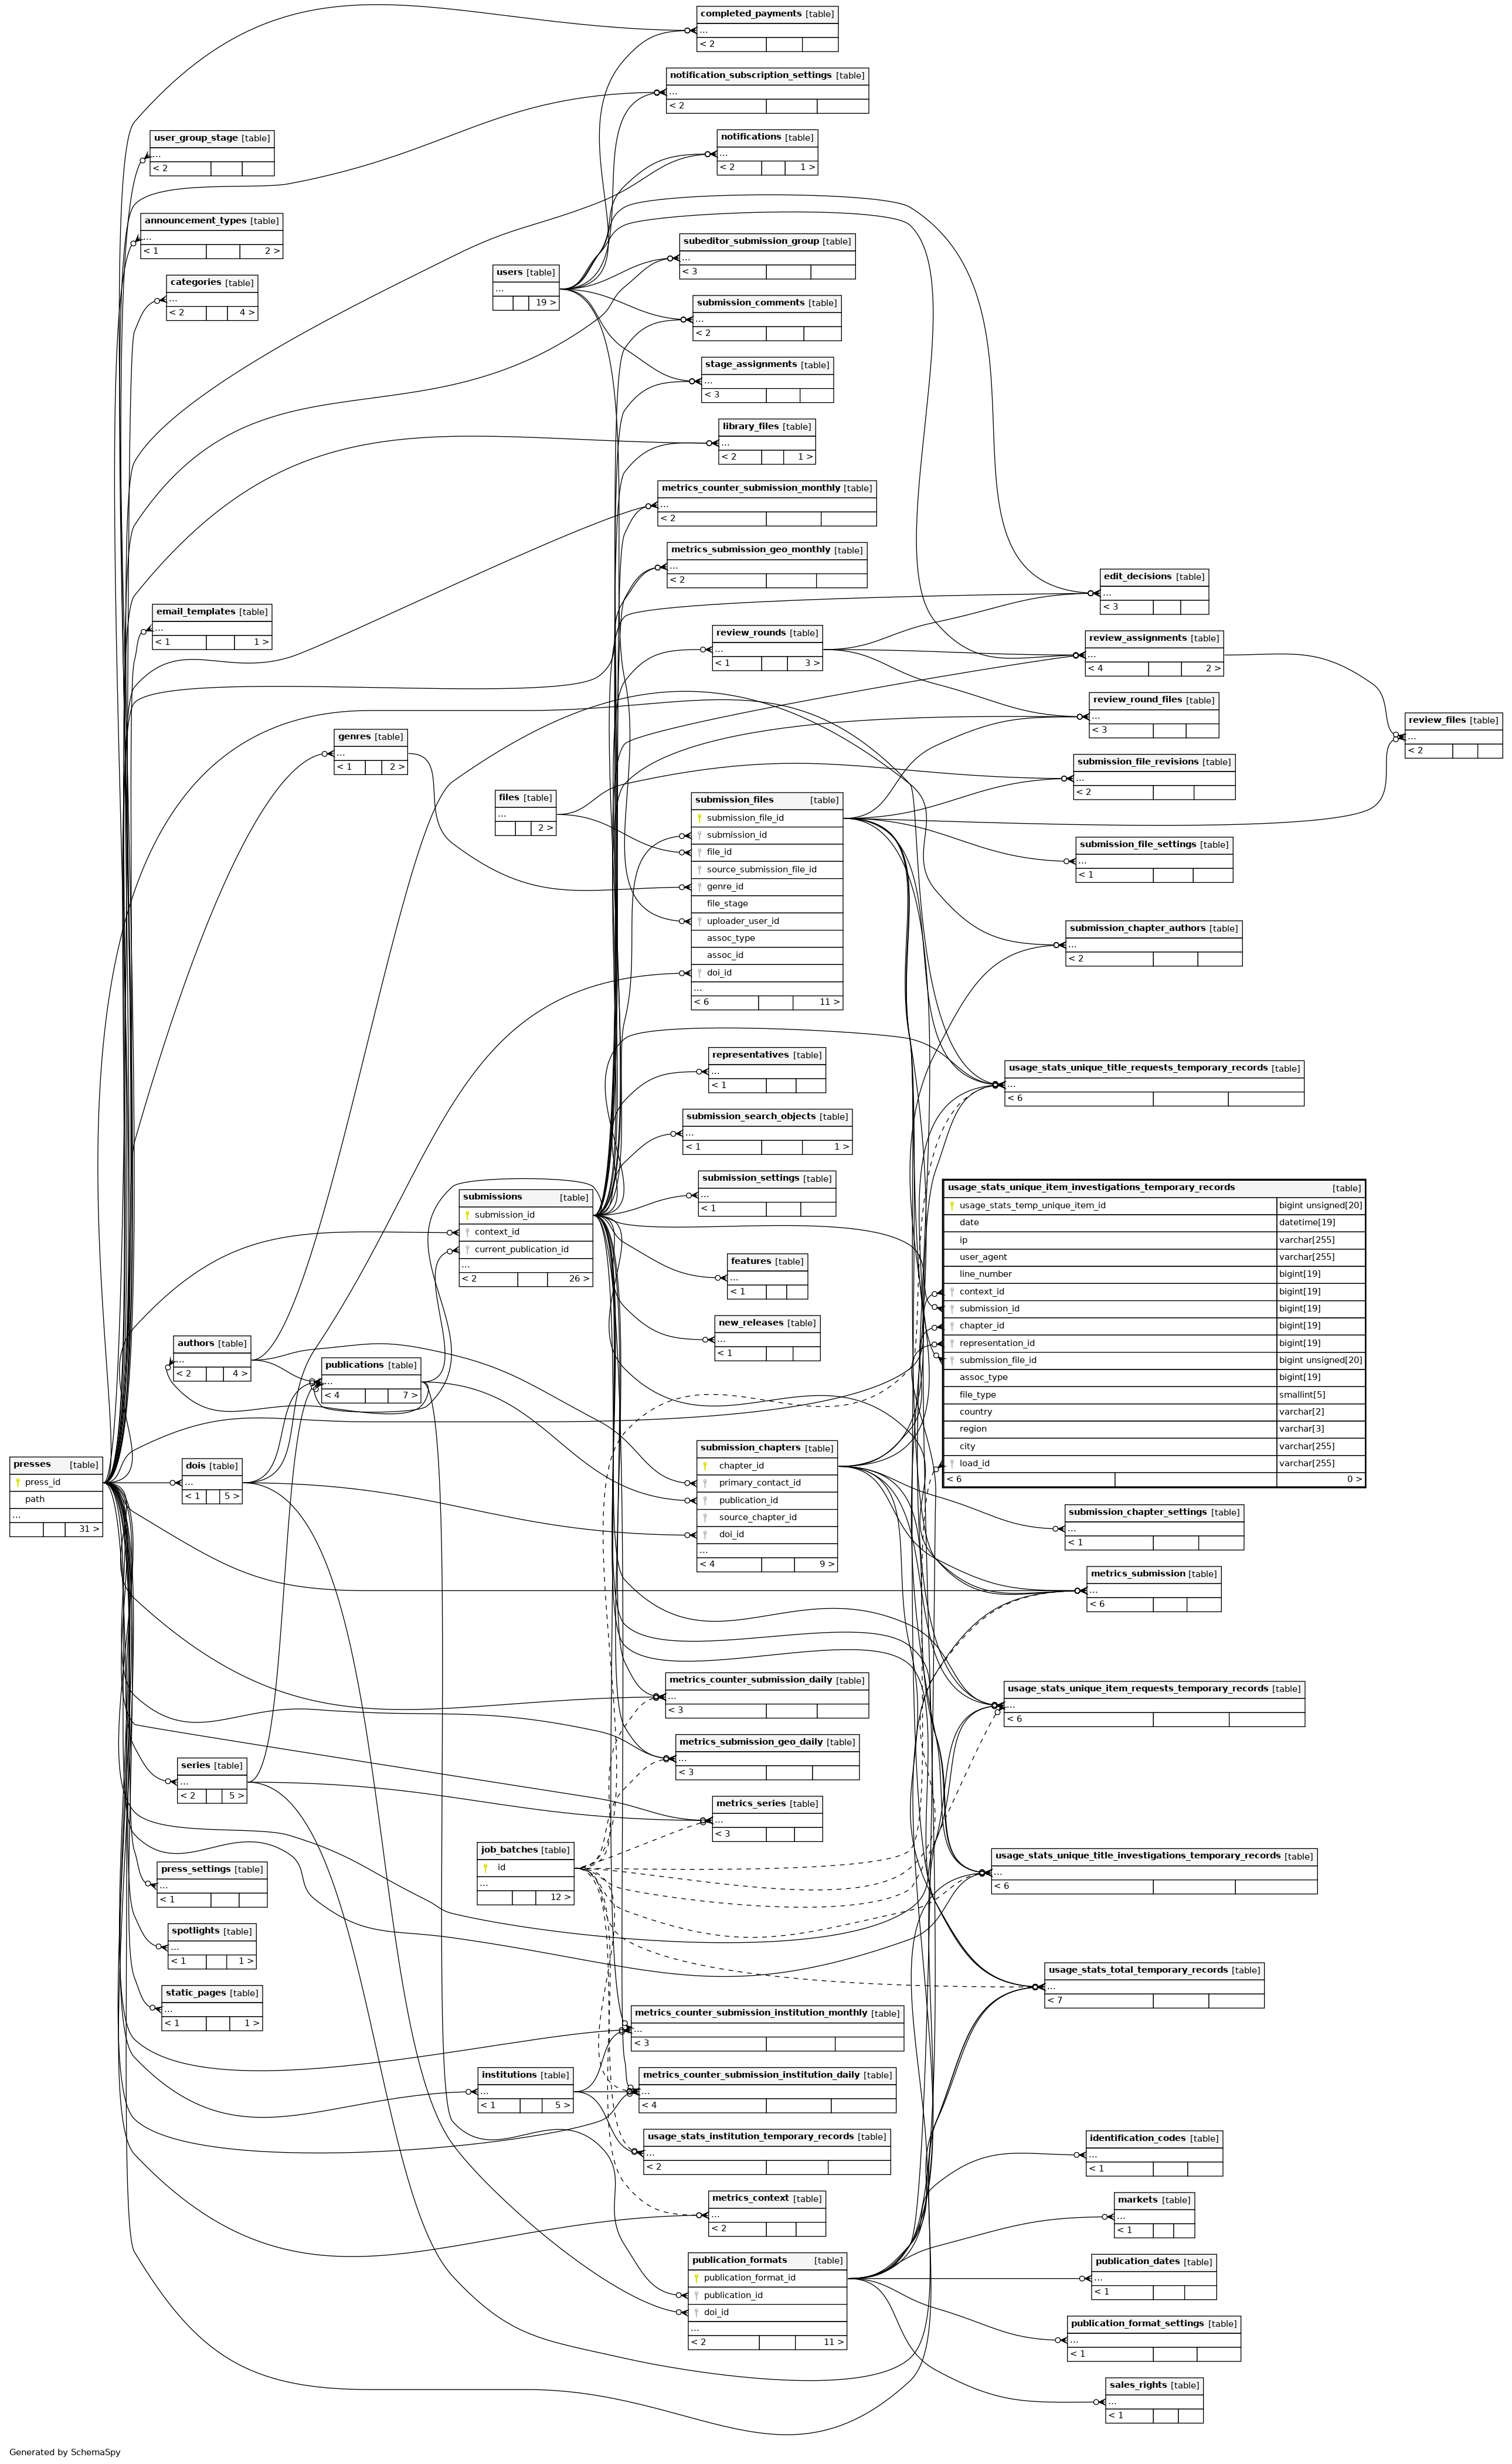 completed_payments [table]
...
< 2
notification_subscription_settings [table]
...
< 2
user_group_stage [table]
...
< 2
notifications [table]
...
< 2 1 >
announcement_types [table]
...
< 1 2 >
subeditor_submission_group [table]
...
< 3
users [table]
...
19 >
categories [table]
...
< 2 4 >
submission_comments [table]
...
< 2
stage_assignments [table]
...
< 3
library_files [table]
...
< 2 1 >
metrics_counter_submission_monthly [table]
...
< 2
metrics_submission_geo_monthly [table]
...
< 2
edit_decisions [table]
...
< 3
email_templates [table]
...
< 1 1 >
review_rounds [table]
...
< 1 3 >
review_assignments [table]
...
< 4 2 >
review_round_files [table]
...
< 3
review_files [table]
...
< 2
genres [table]
...
< 1 2 >
submission_file_revisions [table]
...
< 2
files [table]
...
2 >
submission_files [table]
submission_file_id
submission_id
file_id
source_submission_file_id
genre_id
file_stage
uploader_user_id
assoc_type
assoc_id
doi_id
...
< 6 11 >
submission_file_settings [table]
...
< 1
submission_chapter_authors [table]
...
< 2
representatives [table]
...
< 1
usage_stats_unique_title_requests_temporary_records [table]
...
< 6
submission_search_objects [table]
...
< 1 1 >
submission_settings [table]
...
< 1
submissions [table]
submission_id
context_id
current_publication_id
...
< 2 26 >
usage_stats_unique_item_investigations_temporary_records [table]
usage_stats_temp_unique_item_id bigint unsigned[20]
date datetime[19]
ip varchar[255]
user_agent varchar[255]
line_number bigint[19]
context_id bigint[19]
submission_id bigint[19]
chapter_id bigint[19]
representation_id bigint[19]
submission_file_id bigint unsigned[20]
assoc_type bigint[19]
file_type smallint[5]
country varchar[2]
region varchar[3]
city varchar[255]
load_id varchar[255]
< 6 0 >
features [table]
...
< 1
new_releases [table]
...
< 1
authors [table]
...
< 2 4 >
publications [table]
...
< 4 7 >
submission_chapters [table]
chapter_id
primary_contact_id
publication_id
source_chapter_id
doi_id
...
< 4 9 >
presses [table]
press_id
path
...
31 >
dois [table]
...
< 1 5 >
submission_chapter_settings [table]
...
< 1
metrics_submission [table]
...
< 6
metrics_counter_submission_daily [table]
...
< 3
usage_stats_unique_item_requests_temporary_records [table]
...
< 6
metrics_submission_geo_daily [table]
...
< 3
series [table]
...
< 2 5 >
metrics_series [table]
...
< 3
job_batches [table]
id
...
12 >
usage_stats_unique_title_investigations_temporary_records [table]
...
< 6
press_settings [table]
...
< 1
spotlights [table]
...
< 1 1 >
usage_stats_total_temporary_records [table]
...
< 7
static_pages [table]
...
< 1 1 >
metrics_counter_submission_institution_monthly [table]
...
< 3
institutions [table]
...
< 1 5 >
metrics_counter_submission_institution_daily [table]
...
< 4
usage_stats_institution_temporary_records [table]
...
< 2
identification_codes [table]
...
< 1
metrics_context [table]
...
< 2
markets [table]
...
< 1
publication_formats [table]
publication_format_id
publication_id
doi_id
...
< 2 11 >
publication_dates [table]
...
< 1
publication_format_settings [table]
...
< 1
sales_rights [table]
...
< 1
Generated by SchemaSpy